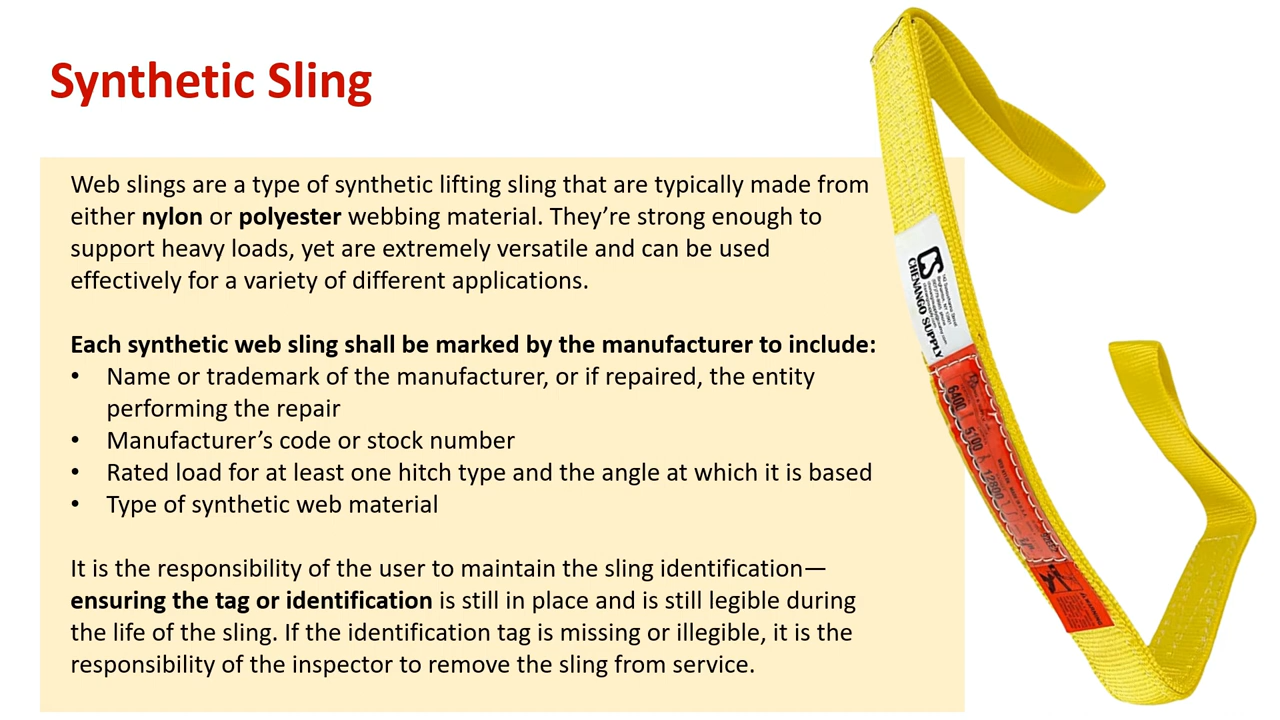 Synthetic Sling
Web slings are a type of synthetic lifting sling that are typically made from
either nylon or polyester webbing material. They’re strong enough to
support heavy loads, yet are extremely versatile and can be used
effectively for a variety of different applications.
Each synthetic web sling shall be marked by the manufacturer to include:
• Name or trademark of the manufacturer, or if repaired, the entity
performing the repair
• Manufacturer’s code or stock number
• Rated load for at least one hitch type and the angle at which it is based
• Type of synthetic web material
It is the responsibility of the user to maintain the sling identification—
ensuring the tag or identification is still in place and is still legible during
the life of the sling. If the identification tag is missing or illegible, it is the
responsibility of the inspector to remove the sling from service.
CS
CHENANGO SUPPLY
6400
12800